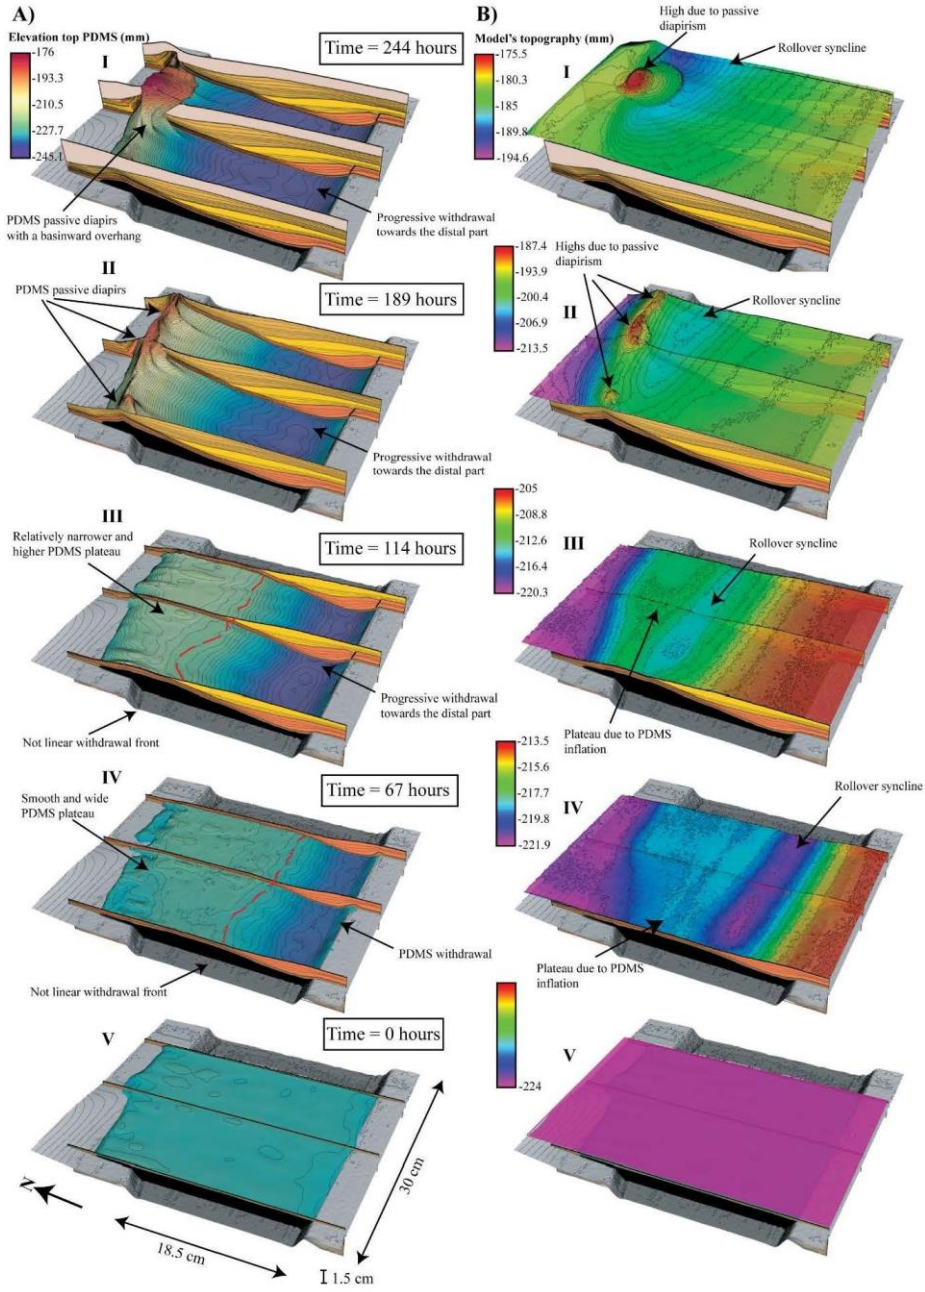 A)
Elevation top PDMS (mm)
-176
-193.3
-210.5
-227.7
-245.1
I
Time = 244 hours
PDMS passive diapirs
with a basinward overhang
Progressive withdrawal
towards the distal part
II
PDMS passive diapirs
Time = 189 hours
Progressive withdrawal
towards the distal part
III
Relatively narrower and
higher PDMS plateau
Time = 114 hours
Progressive withdrawal
towards the distal part
Not linear withdrawal front
IV
Smooth and wide
PDMS plateau
Time = 67 hours
PDMS withdrawal
Not linear withdrawal front
V
Time = 0 hours
N
18.5 cm
30 cm
1.5 cm
B)
High due to passive
diapirism
Rollover syncline
Model's topography (mm)
-175.5
-180.3
-185
-189.8
-194.6
I
Highs due to passive
diapirism
Rollover syncline
-187.4
-193.9
-200.4
-206.9
-213.5
II
-205
-208.8
-212.6
-216.4
-220.3
III
Rollover syncline
Plateau due to PDMS
inflation
-213.5
-215.6
-217.7
-219.8
-221.9
IV
Rollover syncline
Plateau due to PDMS
inflation
-224
V